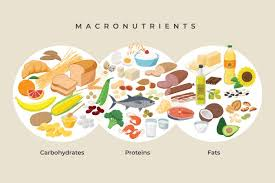 MACRONUTRIENTS
Carbohydrates
Proteins
Fats